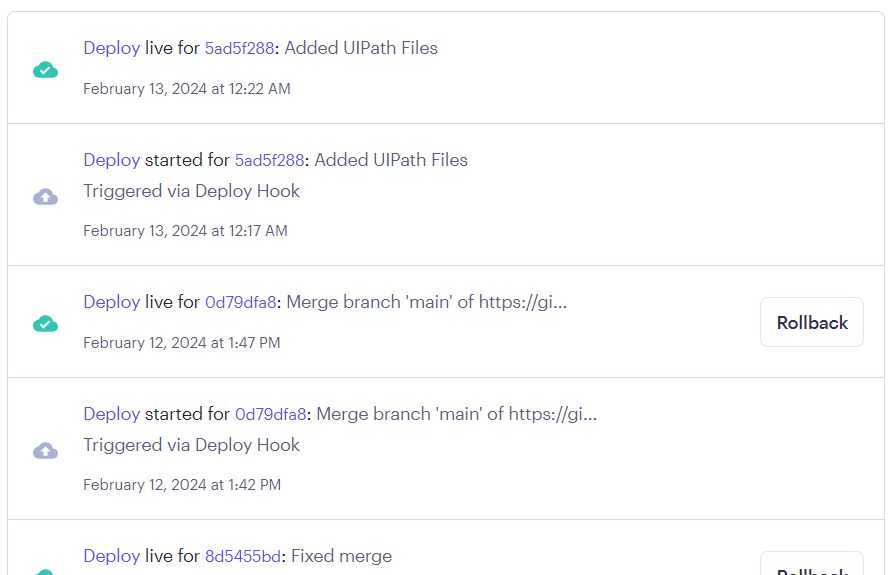 Deploy live for 5ad5f288: Added UIPath Files
February 13, 2024 at 12:22 AM
Deploy started for 5ad5f288: Added UIPath Files
Triggered via Deploy Hook
February 13, 2024 at 12:17 AM
Deploy live for 0d79dfa8: Merge branch 'main' of https://gi...
Rollback
February 12, 2024 at 1:47 PM
Deploy started for 0d79dfa8: Merge branch 'main' of https://gi...
Triggered via Deploy Hook
February 12, 2024 at 1:42 PM
Deploy live for 8d5455bd: Fixed merge
Rollback